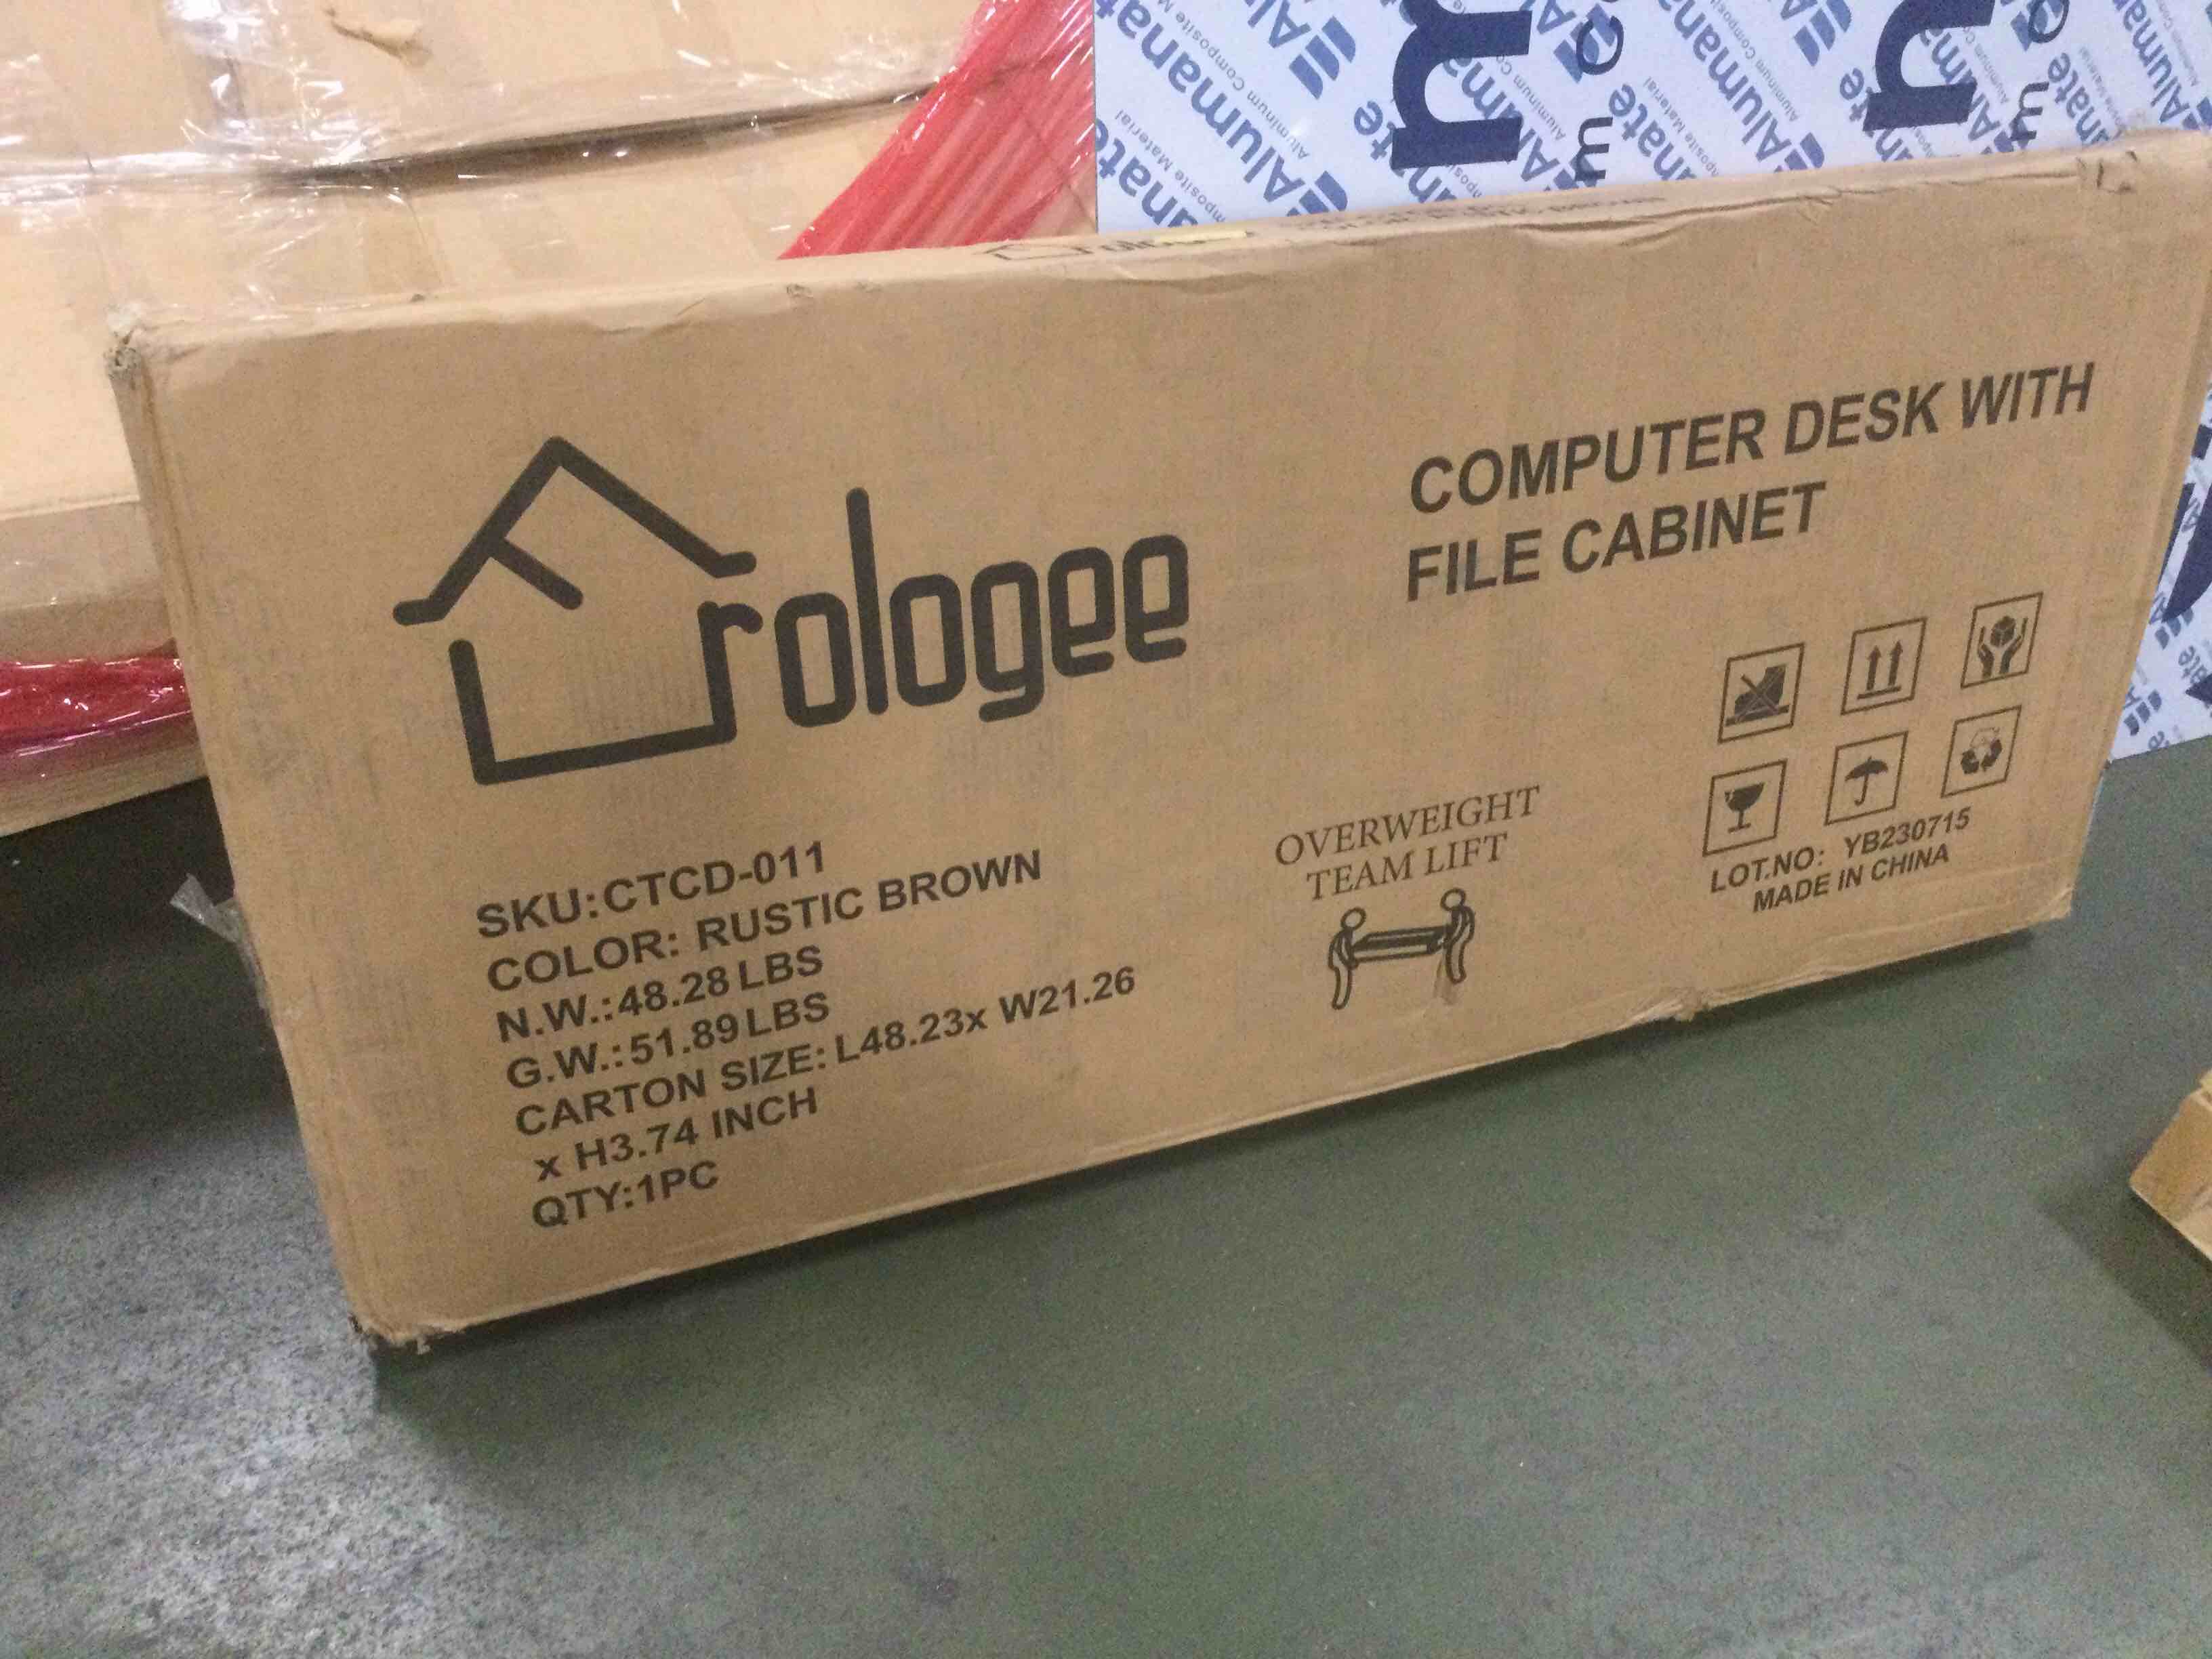 rologee
COMPUTER DESK WITH
FILE CABINET
SKU:CTCD-011
COLOR: RUSTIC BROWN
N.W.:48.28 LBS
G.W.:51.89 LBS
CARTON SIZE: L48.23x W21.26
x H3.74 INCH
QTY:1PC
OVERWEIGHT
TEAM LIFT
LOT.NO: YB230715
MADE IN CHINA
Alumanate
Aluminum Composite Material